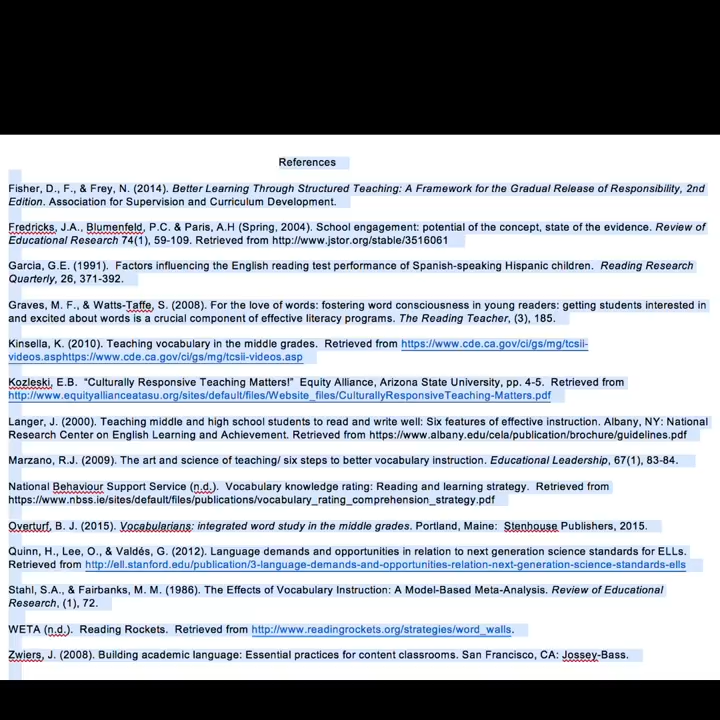 References
Fisher, D., F., & Frey, N. (2014). Better Learning Through Structured Teaching: A Framework for the Gradual Release of Responsibility, 2nd
Edition. Association for Supervision and Curriculum Development.
Fredricks, J.A., Blumenfeld, P.C. & Paris, A.H (Spring, 2004). School engagement: potential of the concept, state of the evidence. Review of
Educational Research 74(1), 59-109. Retrieved from http://www.jstor.org/stable/3516061
Garcia, G.E. (1991). Factors influencing the English reading test performance of Spanish-speaking Hispanic children. Reading Research
Quarterly, 26, 371-392.
Graves, M. F., & Watts-Taffe, S. (2008). For the love of words: fostering word consciousness in young readers: getting students interested in
and excited about words is a crucial component of effective literacy programs. The Reading Teacher, (3), 185.
Kinsella, K. (2010). Teaching vocabulary in the middle grades. Retrieved from https://www.cde.ca.gov/ci/gs/mg/tcsii-
videos.asphttps://www.cde.ca.gov/ci/gs/mg/tcsii-videos.asp
Kozleski, E.B. "Culturally Responsive Teaching Matters!" Equity Alliance, Arizona State University, pp. 4-5. Retrieved from
http://www.equityallianceatasu.org/sites/default/files/Website_files/CulturallyResponsiveTeaching-Matters.pdf
Langer, J. (2000). Teaching middle and high school students to read and write well: Six features of effective instruction. Albany, NY: National
Research Center on English Learning and Achievement. Retrieved from https://www.albany.edu/cela/publication/brochure/guidelines.pdf
Marzano, R.J. (2009). The art and science of teaching/ six steps to better vocabulary instruction. Educational Leadership, 67(1), 83-84.
National Behaviour Support Service (n.d.). Vocabulary knowledge rating: Reading and learning strategy. Retrieved from
https://www.nbss.ie/sites/default/files/publications/vocabulary_rating_comprehension_strategy.pdf
Overturf, B. J. (2015). Vocabularians: integrated word study in the middle grades. Portland, Maine: Stenhouse Publishers, 2015.
Quinn, H., Lee, O., & Valdés, G. (2012). Language demands and opportunities in relation to next generation science standards for ELLs.
Retrieved from http://ell.stanford.edu/publication/3-language-demands-and-opportunities-relation-next-generation-science-standards-ells
Stahl, S.A., & Fairbanks, M. M. (1986). The Effects of Vocabulary Instruction: A Model-Based Meta-Analysis. Review of Educational
Research, (1), 72.
WETA (n.d.). Reading Rockets. Retrieved from http://www.readingrockets.org/strategies/word_walls.
Zwiers, J. (2008). Building academic language: Essential practices for content classrooms. San Francisco, CA: Jossey-Bass.